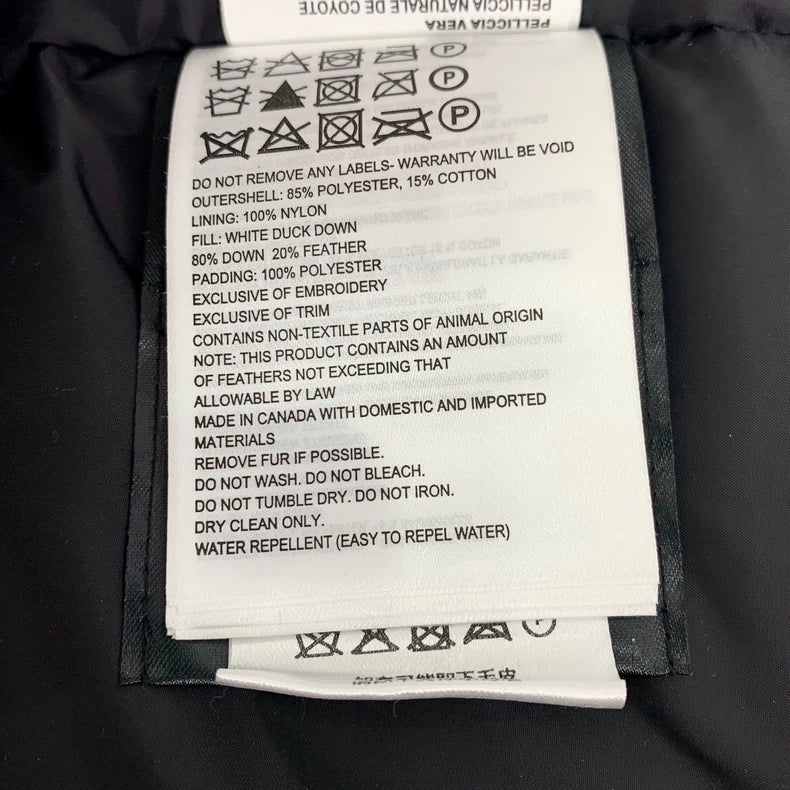 PELLICCIA NATURALE DE COYOTE
PELLICCIA VERA
P
P
P
DO NOT REMOVE ANY LABELS- WARRANTY WILL BE VOID
OUTERSHELL: 85% POLYESTER, 15% COTTON
LINING: 100% NYLON
FILL: WHITE DUCK DOWN
80% DOWN 20% FEATHER
PADDING: 100% POLYESTER
EXCLUSIVE OF EMBROIDERY
EXCLUSIVE OF TRIM
CONTAINS NON-TEXTILE PARTS OF ANIMAL ORIGIN
NOTE: THIS PRODUCT CONTAINS AN AMOUNT
OF FEATHERS NOT EXCEEDING THAT
ALLOWABLE BY LAW
MADE IN CANADA WITH DOMESTIC AND IMPORTED
MATERIALS
REMOVE FUR IF POSSIBLE.
DO NOT WASH. DO NOT BLEACH.
DO NOT TUMBLE DRY. DO NOT IRON.
DRY CLEAN ONLY.
WATER REPELLENT (EASY TO REPEL WATER)
P
下毛皮